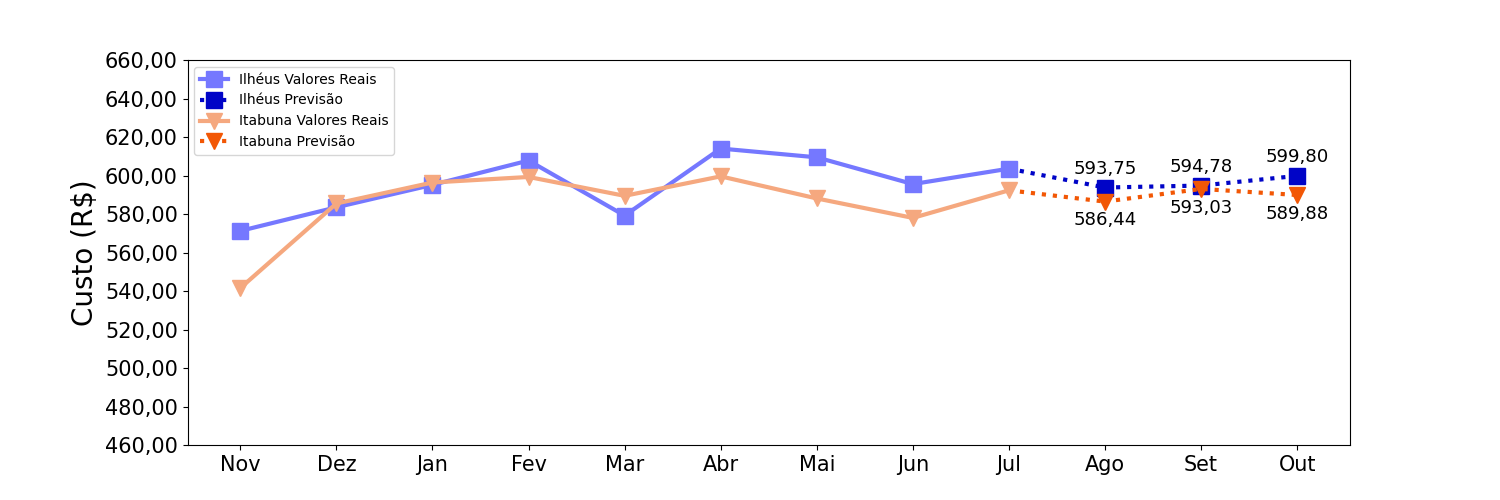 660,00
640,00
620,00
600,00
580,00
560,00
540,00
520,00
500,00
480,00
460,00
Custo (R$)
Ilhéus Valores Reais
Ilhéus Previsão
Itabuna Valores Reais
Itabuna Previsão
593,75
594,78
599,80
586,44
593,03
589,88
Nov Dez Jan Fev Mar Abr Mai Jun Jul Ago Set Out